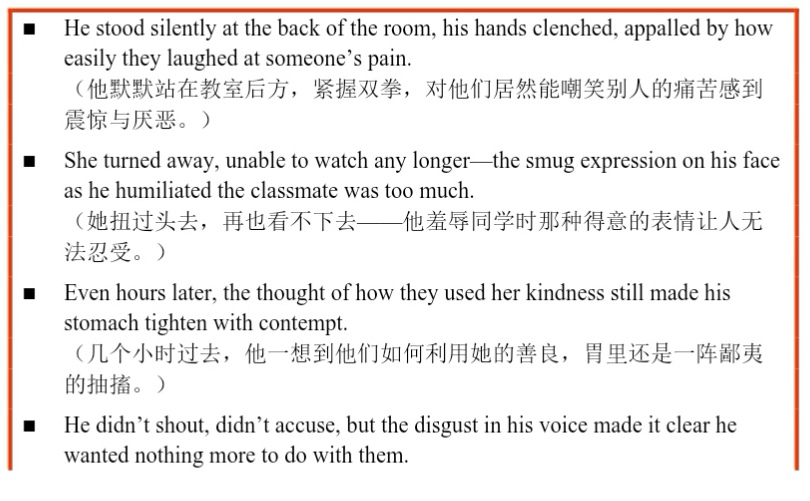 ■ He stood silently at the back of the room, his hands clenched, appalled by how
easily they laughed at someone’s pain.
（他默默站在教室后方，紧握双拳，对他们居然能嘲笑别人的痛苦感到
震惊与厌恶。）
■ She turned away, unable to watch any longer—the smug expression on his face
as he humiliated the classmate was too much.
（她扭过头去，再也看不下去——他羞辱同学时那种得意的表情让人无
法忍受。）
■ Even hours later, the thought of how they used her kindness still made his
stomach tighten with contempt.
（几个小时过去，他一想到他们如何利用她的善良，胃里还是一阵鄙夷
的抽搐。）
■ He didn’t shout, didn’t accuse, but the disgust in his voice made it clear he
wanted nothing more to do with them.